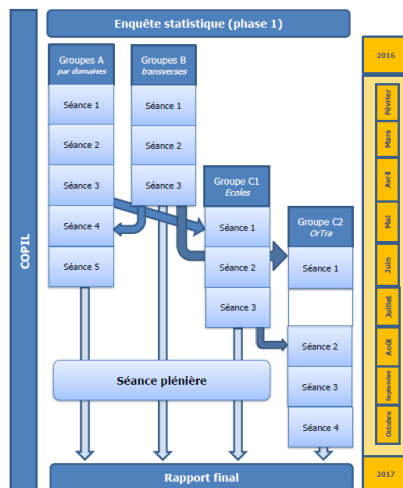 Enquête statistique (phase 1)
COPIL
Groupes A
par domaines
Séance 1
Séance 2
Séance 3
Séance 4
Séance 5
Groupes B
transverses
Séance 1
Séance 2
Séance 3
Groupe C1
Ecoles
Séance 1
Séance 2
Séance 3
Groupe C2
OrTra
Séance 1
Séance 2
Séance 3
Séance 4
Séance plénière
Rapport final
2016
Février
Mars
Avril
Mai
Juin
Juillet
Août
Septembre
Octobre
2017